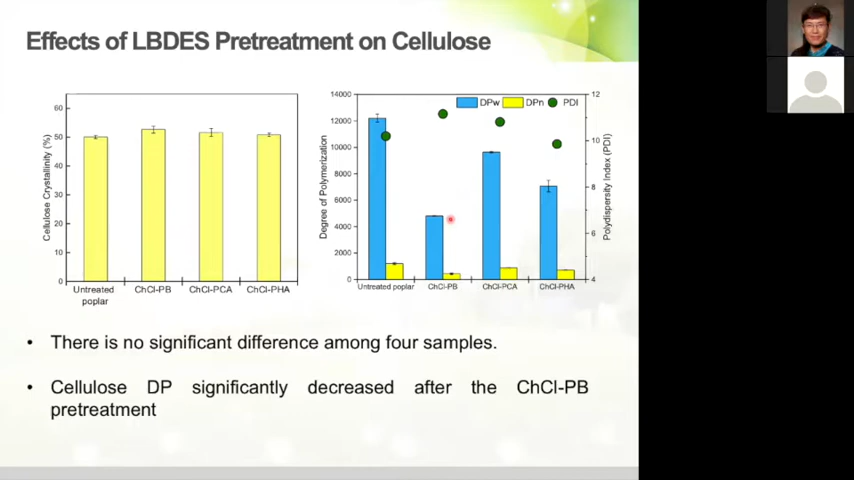 Effects of LBDES Pretreatment on Cellulose
60
50
40
30
20
10
0
Cellulose Crystallinity (%)
Untreated poplar
ChCl-PB
ChCl-PCA
ChCl-PHA
14000
12000
10000
8000
6000
4000
2000
0
Degree of Polymerization
DPw
DPn
PDI
12
10
8
6
4
Polydispersity Index (PDI)
Untreated poplar
ChCl-PB
ChCl-PCA
ChCl-PHA
• There is no significant difference among four samples.
• Cellulose DP significantly decreased after the ChCl-PB
pretreatment